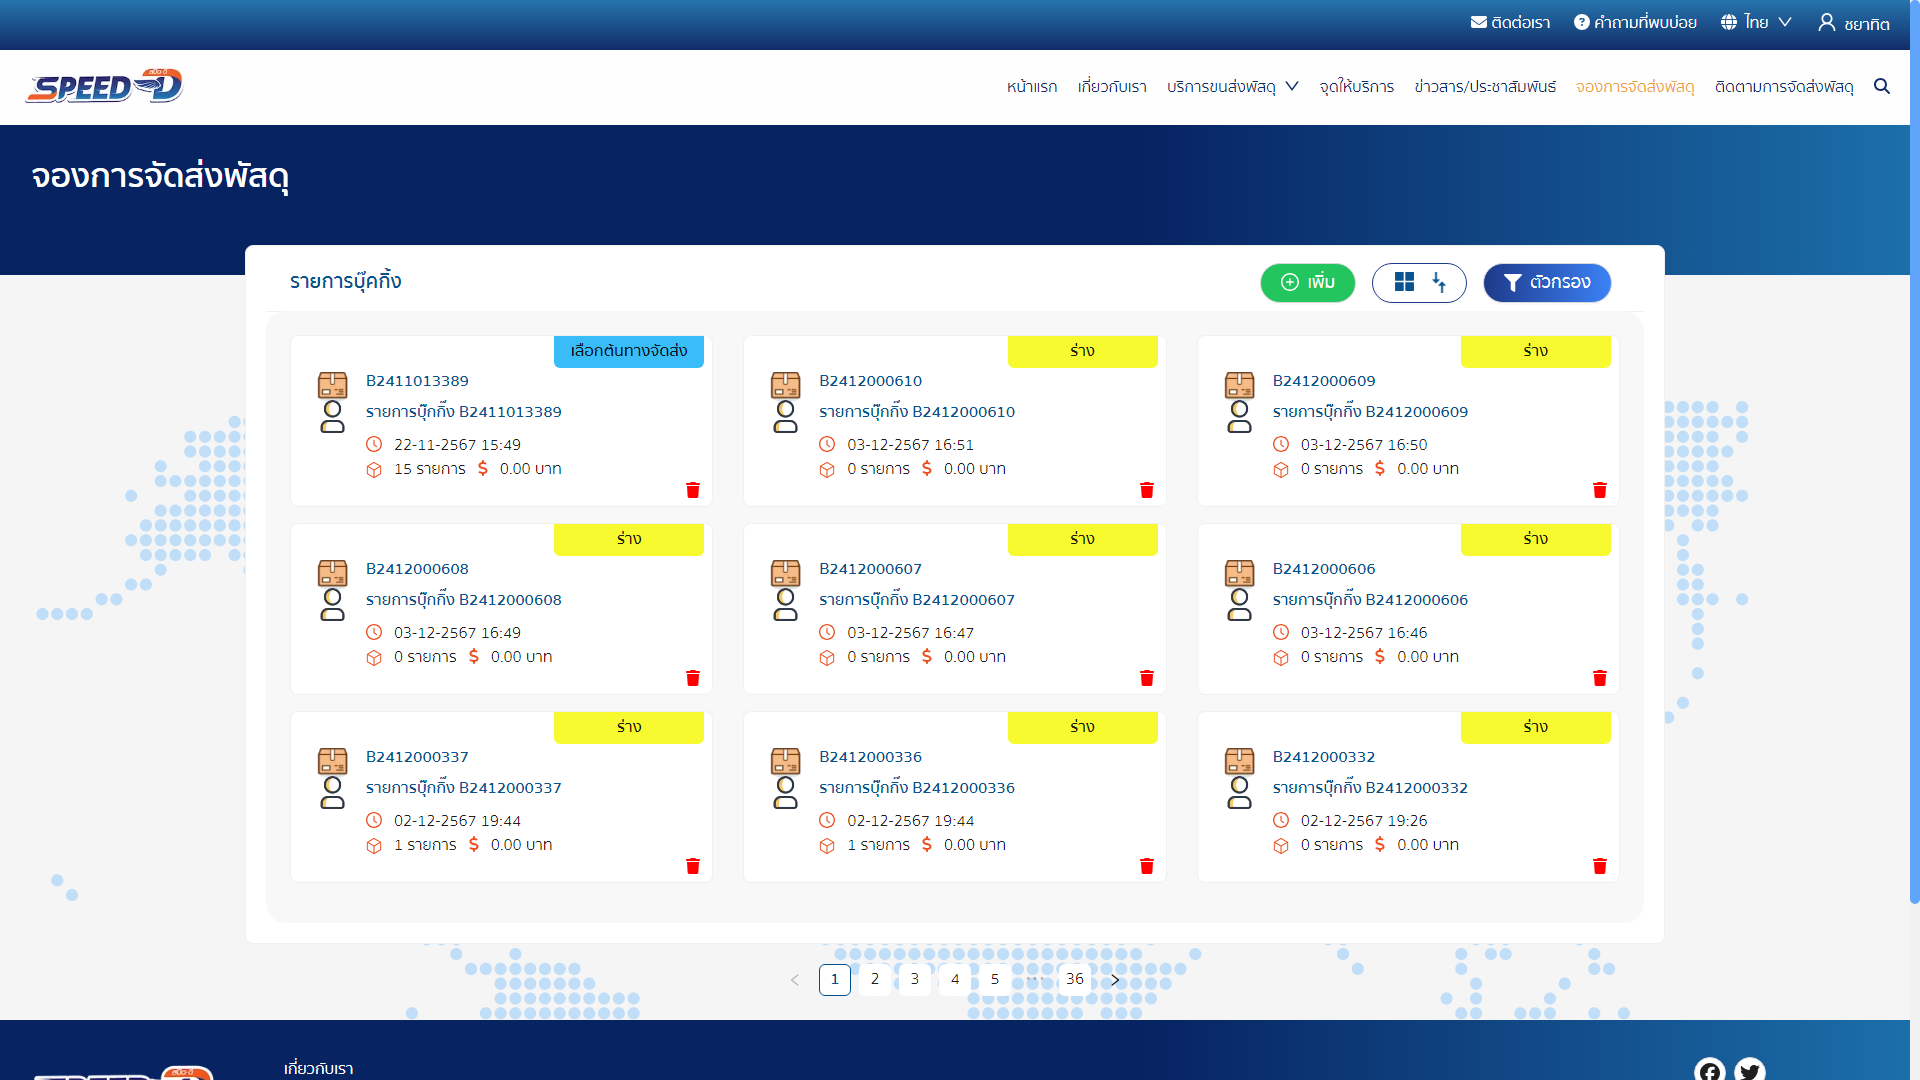 ติดต่อเรา คำถามที่พบบ่อย ไทย ชยาทิต
สปีด-ดี
SPEED-D
หน้าแรก เกี่ยวกับเรา บริการขนส่งพัสดุ จุดให้บริการ ข่าวสาร/ประชาสัมพันธ์ จองการจัดส่งพัสดุ ติดตามการจัดส่งพัสดุ
จองการจัดส่งพัสดุ
รายการบุ๊คกิ้ง
เพิ่ม ตัวกรอง
เลือกต้นทางจัดส่ง
B2411013389
รายการบุ๊กกิ๊ง B2411013389
22-11-2567 15:49
15 รายการ 0.00 บาท
ร่าง
B2412000610
รายการบุ๊กกิ๊ง B2412000610
03-12-2567 16:51
0 รายการ 0.00 บาท
ร่าง
B2412000609
รายการบุ๊กกิ๊ง B2412000609
03-12-2567 16:50
0 รายการ 0.00 บาท
ร่าง
B2412000608
รายการบุ๊กกิ๊ง B2412000608
03-12-2567 16:49
0 รายการ 0.00 บาท
ร่าง
B2412000607
รายการบุ๊กกิ๊ง B2412000607
03-12-2567 16:47
0 รายการ 0.00 บาท
ร่าง
B2412000606
รายการบุ๊กกิ๊ง B2412000606
03-12-2567 16:46
0 รายการ 0.00 บาท
ร่าง
B2412000337
รายการบุ๊กกิ๊ง B2412000337
02-12-2567 19:44
1 รายการ 0.00 บาท
ร่าง
B2412000336
รายการบุ๊กกิ๊ง B2412000336
02-12-2567 19:44
1 รายการ 0.00 บาท
ร่าง
B2412000332
รายการบุ๊กกิ๊ง B2412000332
02-12-2567 19:26
0 รายการ 0.00 บาท
1 2 3 4 5 ••• 36
เกี่ยวกับเรา